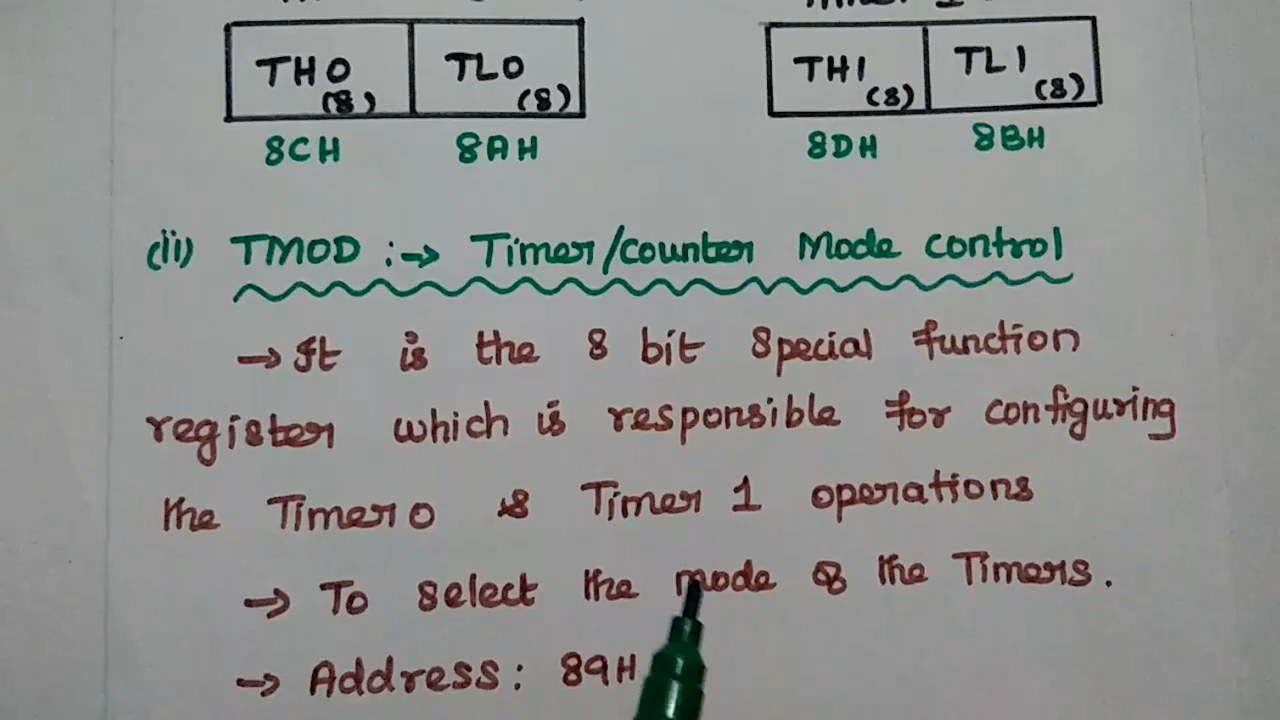 TH0 (8) TL0 (8) TH1 (8) TL1 (8)
8CH 8AH 8DH 8BH
(ii) TMOD :→ Timer/counter Mode control
→ It is the 8 bit Special function
register which is responsible for configuring
the Timer 0 & Timer 1 operations
→ To select the mode of the Timers.
→ Address : 89H